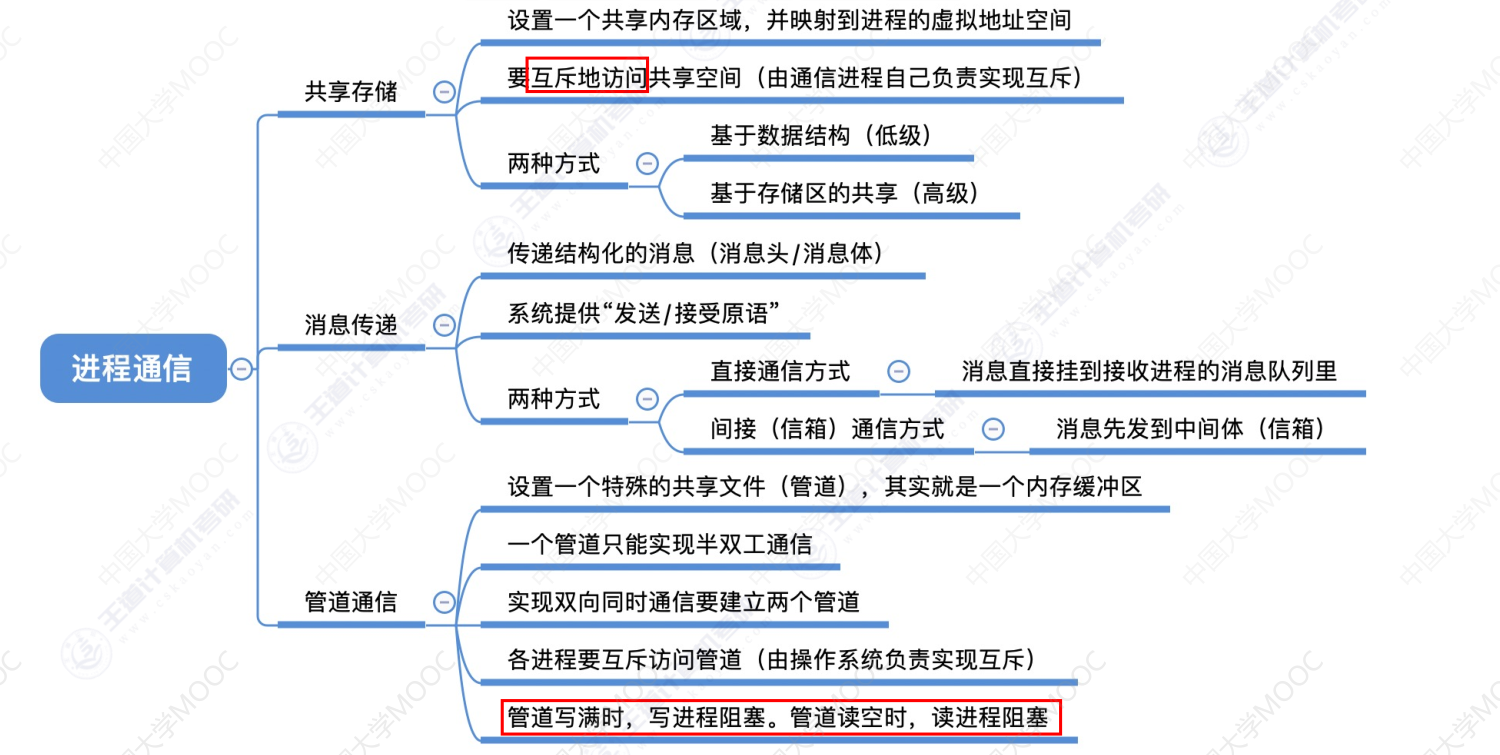 设置一个共享内存区域，并映射到进程的虚拟地址空间
要互斥地访问共享空间（由通信进程自己负责实现互斥）
共享存储
两种方式
基于数据结构（低级）
基于存储区的共享（高级）
传递结构化的消息（消息头/消息体）
系统提供“发送/接受原语”
消息传递
两种方式
直接通信方式
消息直接挂到接收进程的消息队列里
间接（信箱）通信方式
消息先发到中间体（信箱）
进程通信
设置一个特殊的共享文件（管道），其实就是一个内存缓冲区
一个管道只能实现半双工通信
管道通信
实现双向同时通信要建立两个管道
各进程要互斥访问管道（由操作系统负责实现互斥）
管道写满时，写进程阻塞。管道读空时，读进程阻塞
中国大学MOOC
王道计算机考研
www.cskaoyan.com